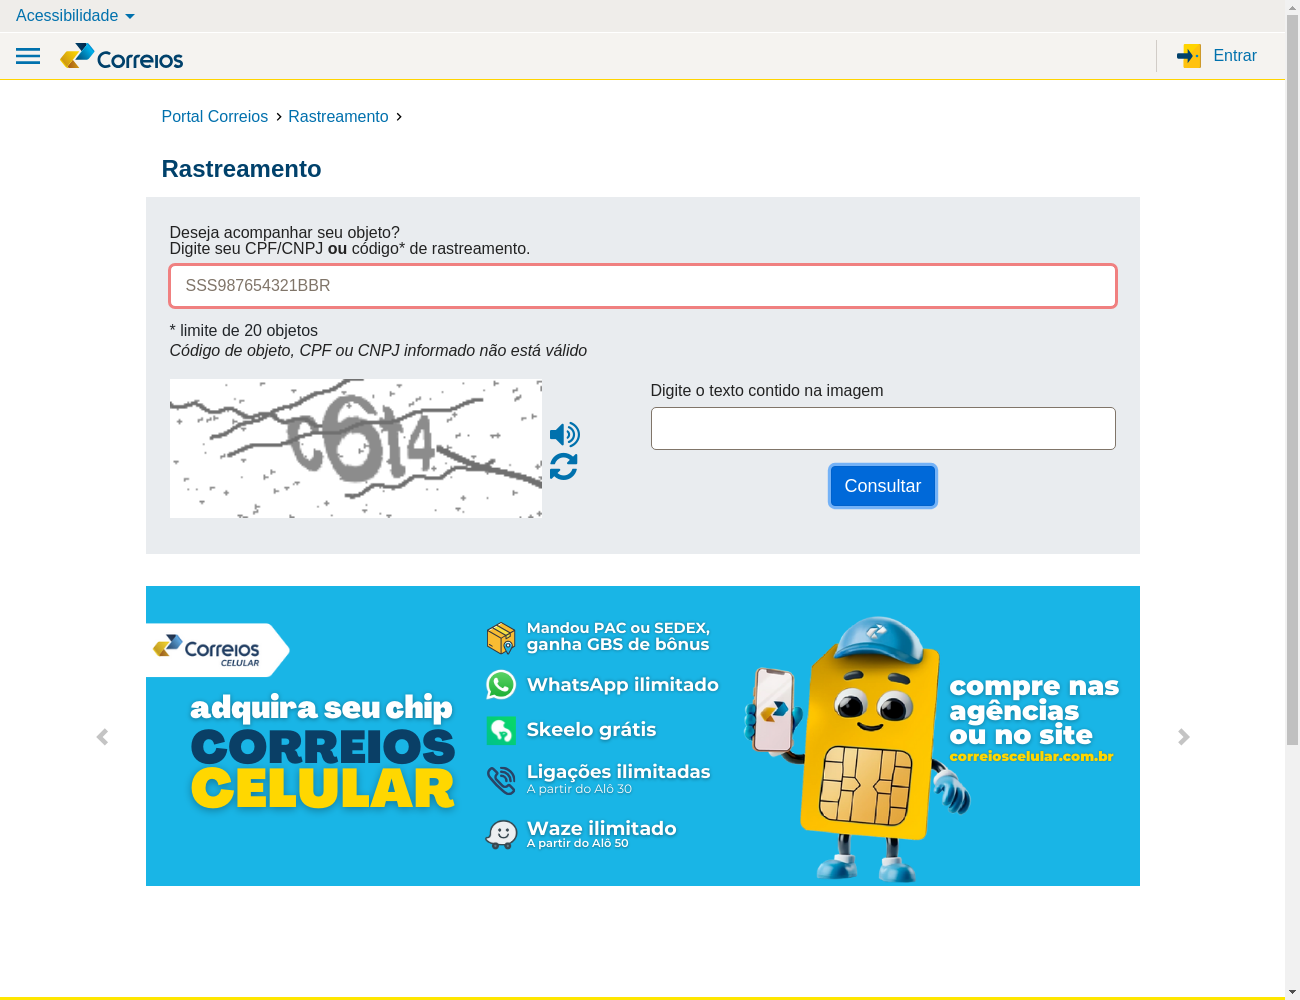 Acessibilidade
Correios
Entrar
Portal Correios
Rastreamento
Rastreamento
Deseja acompanhar seu objeto?
Digite seu CPF/CNPJ ou código* de rastreamento.
SSS987654321BBR
* limite de 20 objetos
Código de objeto, CPF ou CNPJ informado não está válido
Digite o texto contido na imagem
Consultar
Correios
CELULAR
adquira seu chip
CORREIOS
CELULAR
Mandou PAC ou SEDEX,
ganha GBS de bônus
WhatsApp ilimitado
Skeelo grátis
Ligações ilimitadas
A partir do Alô 30
Waze ilimitado
A partir do Alô 50
compre nas
agências
ou no site
correioscelular.com.br